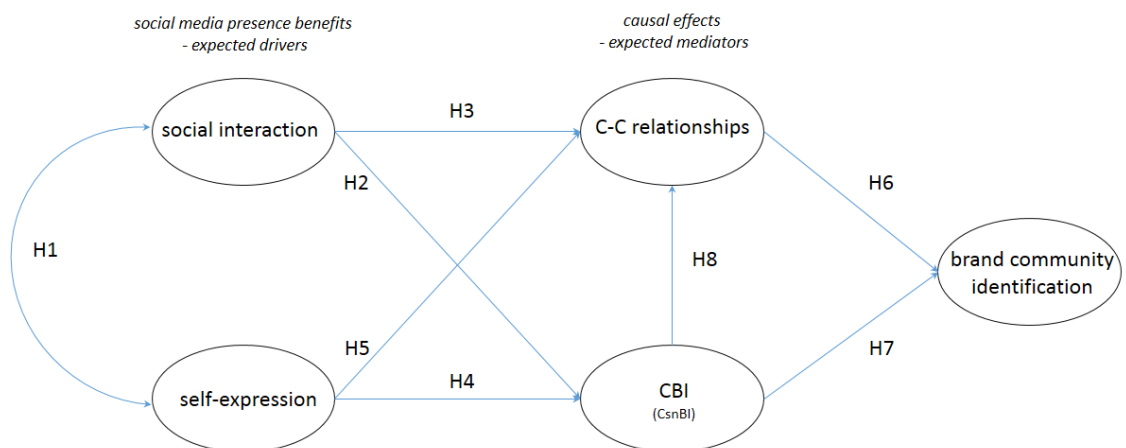 social media presence benefits
- expected drivers
causal effects
- expected mediators
social interaction
H3
C-C relationships
H2
H6
H1
H8
brand community
identification
H5
H4
H7
self-expression
CBI
(CsnBI)